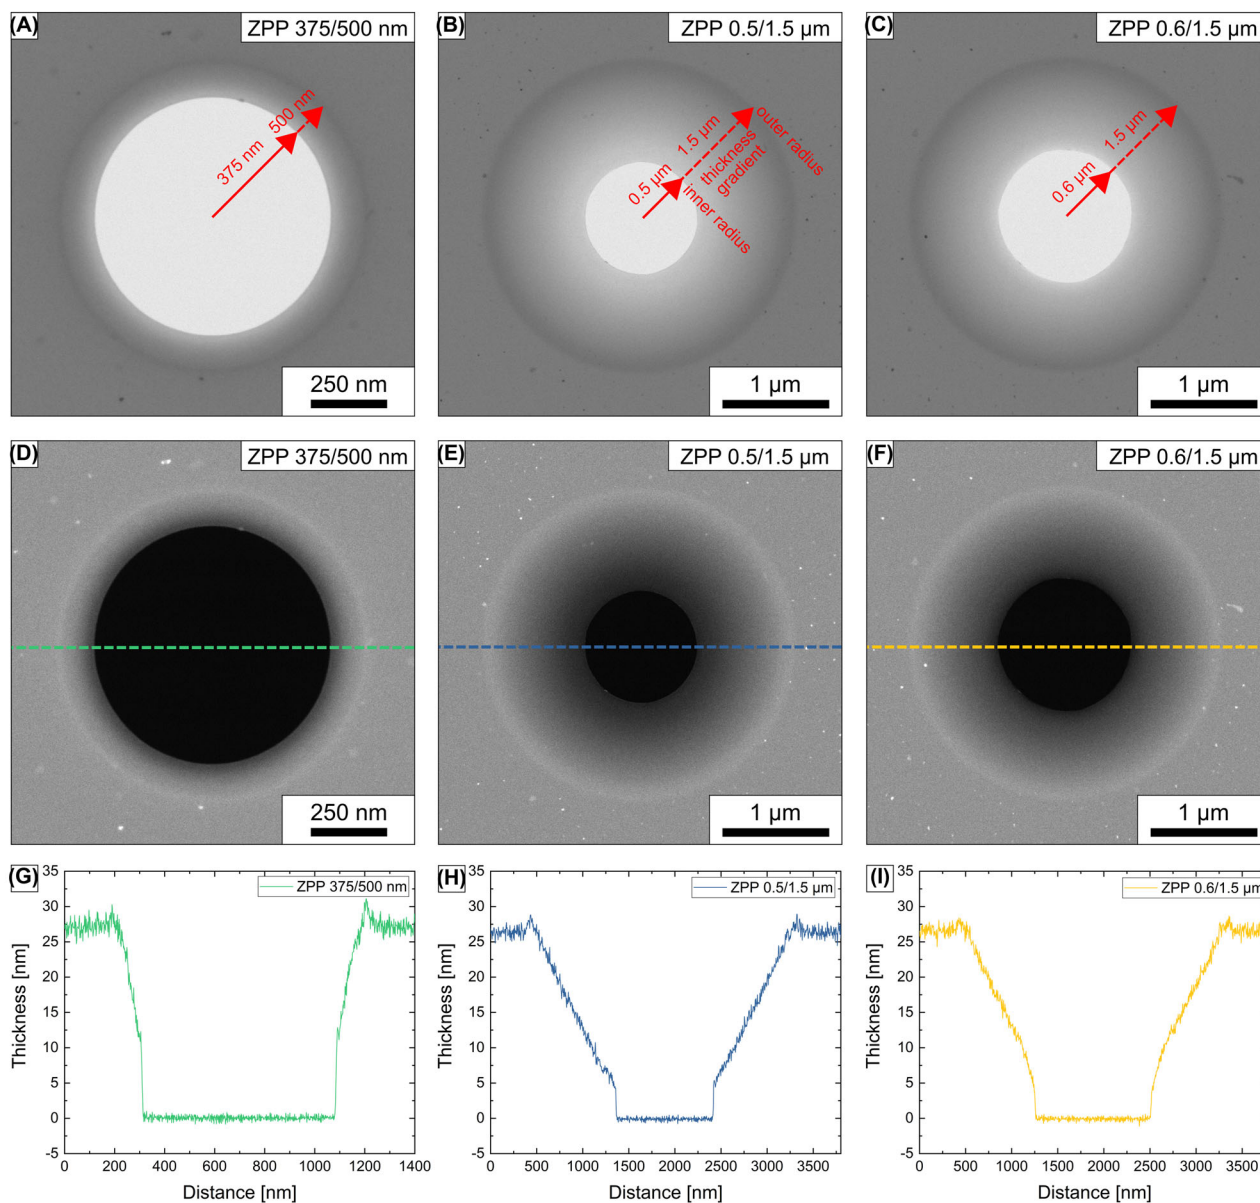 (A)
ZPP 375/500 nm
375 nm
500 nm
250 nm
(B)
ZPP 0.5/1.5 µm
0.5 µm
1.5 µm
thickness
gradient
inner radius
outer radius
1 µm
(C)
ZPP 0.6/1.5 µm
0.6 µm
1.5 µm
1 µm
(D)
ZPP 375/500 nm
250 nm
(E)
ZPP 0.5/1.5 µm
1 µm
(F)
ZPP 0.6/1.5 µm
1 µm
(G)
ZPP 375/500 nm
Thickness [nm]
35
30
25
20
15
10
5
0
-5
0 200 400 600 800 1000 1200 1400
Distance [nm]
(H)
ZPP 0.5/1.5 µm
Thickness [nm]
35
30
25
20
15
10
5
0
-5
0 500 1000 1500 2000 2500 3000 3500
Distance [nm]
(I)
ZPP 0.6/1.5 µm
Thickness [nm]
35
30
25
20
15
10
5
0
-5
0 500 1000 1500 2000 2500 3000 3500
Distance [nm]